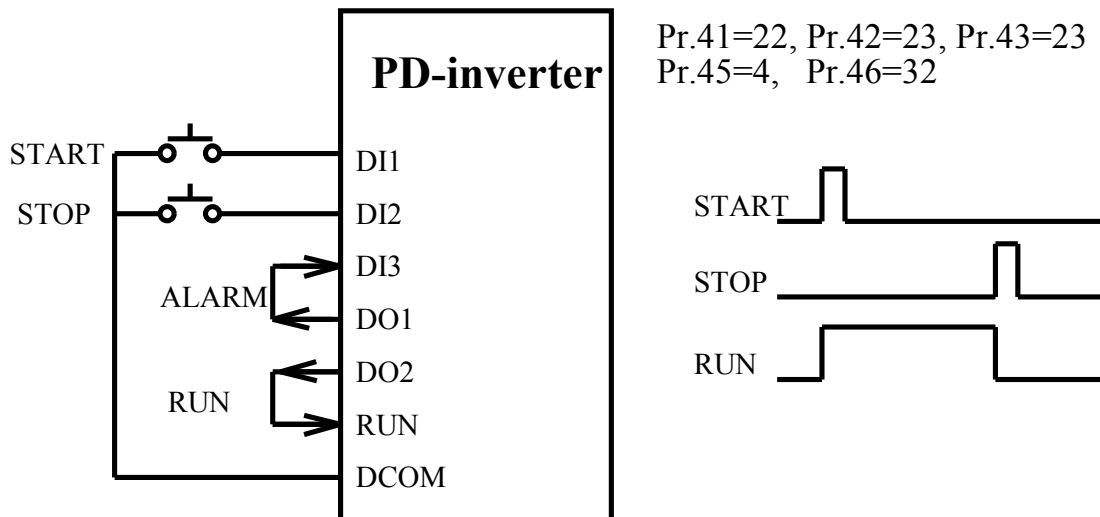 Pr.41=22, Pr.42=23, Pr.43=23
PD-inverter
Pr.45=4, Pr.46=32
START
DI1
STOP
DI2
DI3
ALARM
DO1
DO2
RUN
RUN
DCOM
START
STOP
RUN